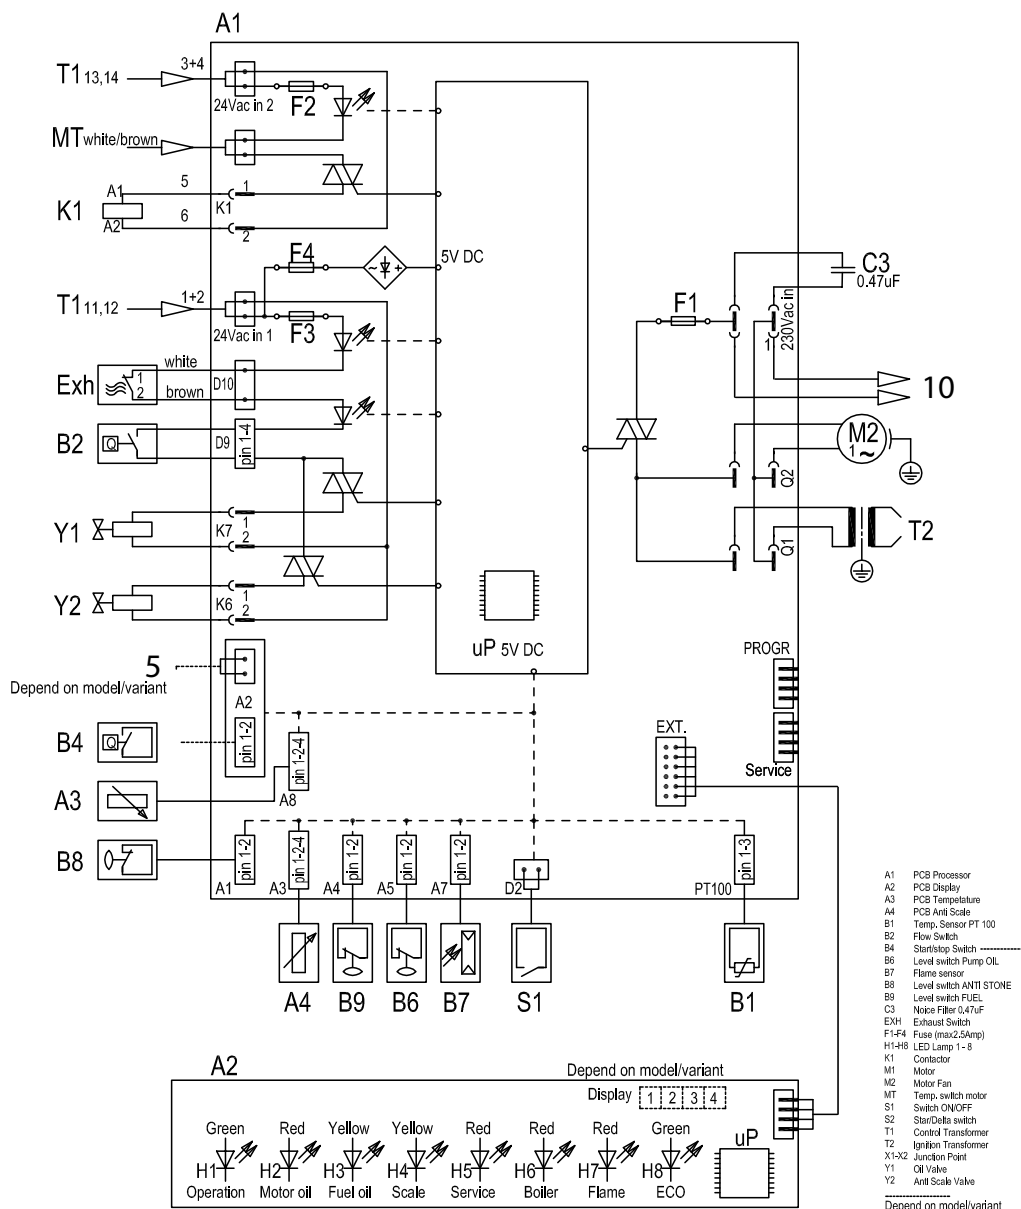 A1
T1 13,14
3+4
24Vac in 2
F2
MT white/brown
5
1
K1
A1
K1
A2
6
2
F4
~ +
5V DC
T1 11,12
1+2
24Vac in 1
F3
F1
C3
0.47uF
230Vac in
1
Exh
1
2
white
brown
D10
10
B2
Q
D9
pin 1-4
M2
1 ~
Q2
Y1
K7
1
2
T2
Q1
Y2
K6
1
2
uP 5V DC
PROGR
5
Depend on model/variant
A2
pin 1-2
B4
Q
pin 1-2-4
A8
EXT.
Service
A3
B8
pin 1-2
pin 1-2-4
pin 1-2
pin 1-2
pin 1-2
pin 1-3
A1
A3
A4
A5
A7
D2
PT100
A4
B9
B6
B7
S1
B1
A1 PCB Processor
A2 PCB Display
A3 PCB Tempetature
A4 PCB Anti Scale
B1 Temp. Sensor PT 100
B2 Flow Switch
B4 Start/stop Switch ------------
B6 Level switch Pump OIL
B7 Flame sensor
B8 Level switch ANTI STONE
B9 Level switch FUEL
C3 Noice Filter 0,47uF
EXH Exhaust Switch
F1-F4 Fuse (max2.5Amp)
H1-H8 LED Lamp 1 - 8
K1 Contactor
M1 Motor
M2 Motor Fan
MT Temp. switch motor
S1 Switch ON/OFF
S2 Star/Delta switch
T1 Control Transformer
T2 Ignition Transformer
X1-X2 Junction Point
Y1 Oil Valve
Y2 Anti Scale Valve
--------------------
Depend on model/variant
A2
Depend on model/variant
Display 1 2 3 4
uP
Green Red Yellow Yellow Red Red Red Green
H1 H2 H3 H4 H5 H6 H7 H8
Operation Motor oil Fuel oil Scale Service Boiler Flame ECO